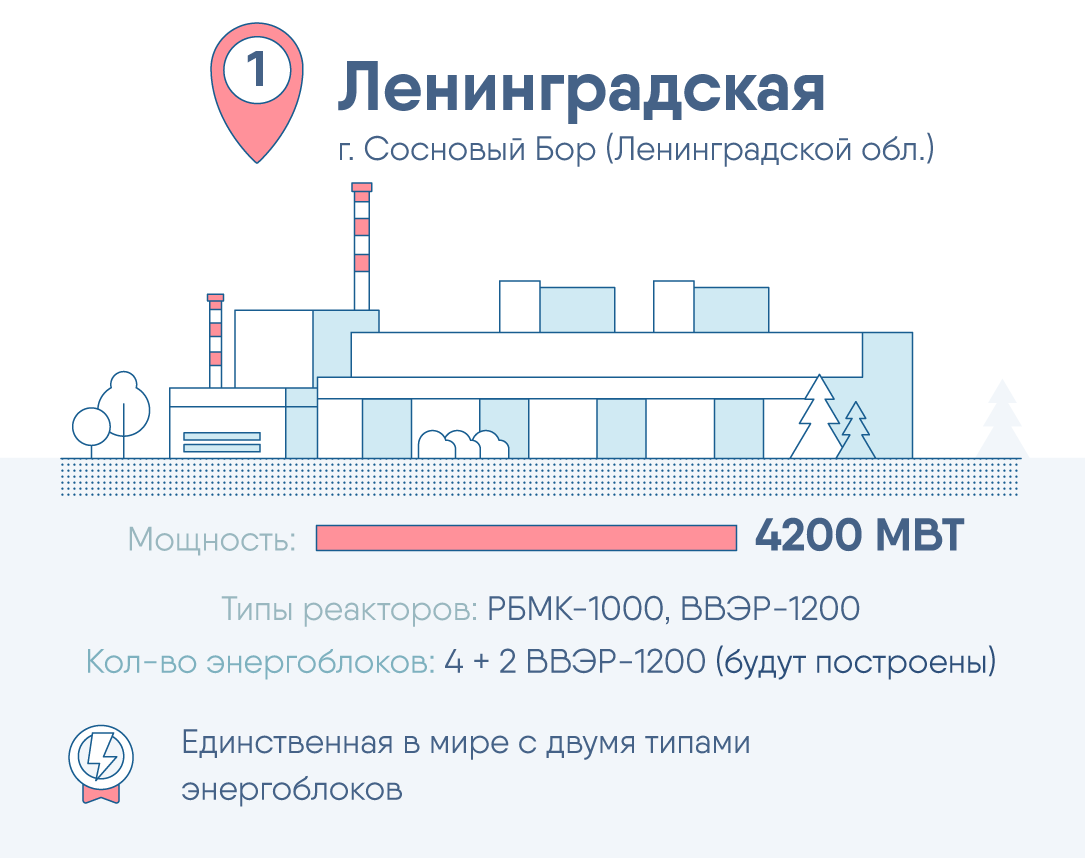 1
Ленинградская
г. Сосновый Бор (Ленинградской обл.)
Мощность: 4200 МВТ
Типы реакторов: РБМК-1000, ВВЭР-1200
Кол-во энергоблоков: 4 + 2 ВВЭР-1200 (будут построены)
Единственная в мире с двумя типами
энергоблоков